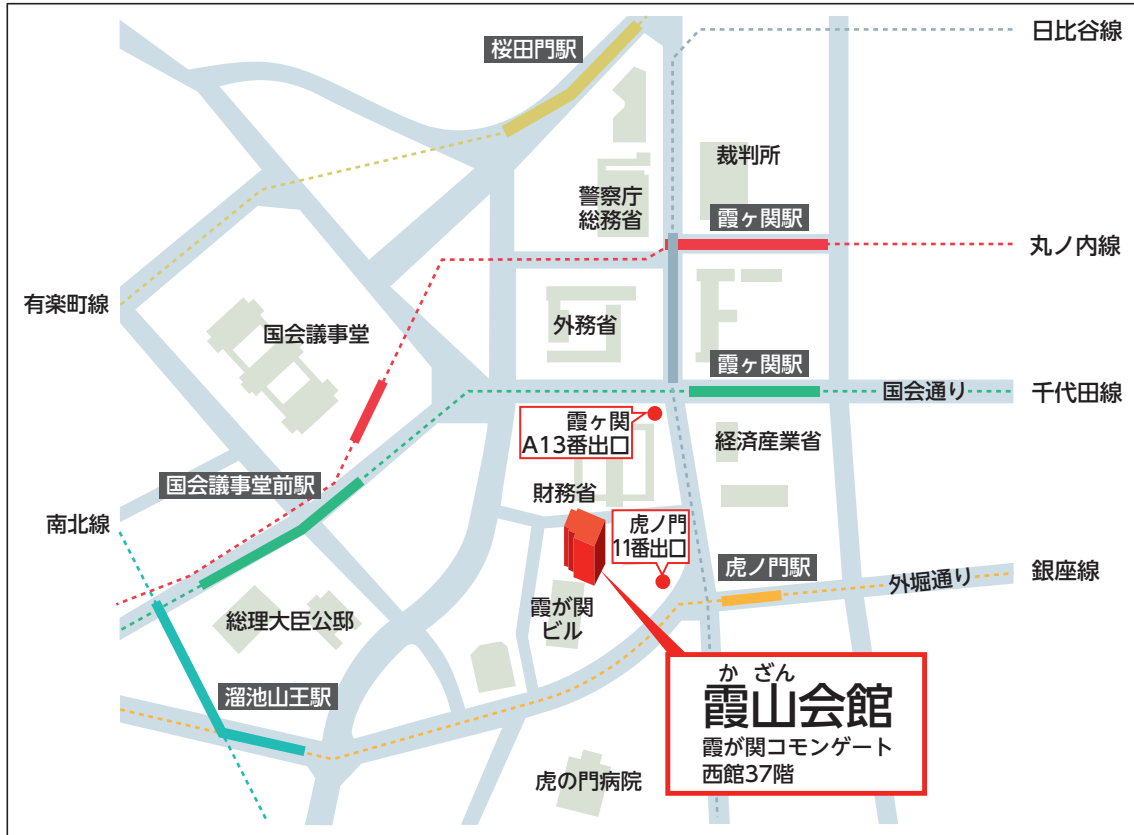 日比谷線
桜田門駅
裁判所
警察庁
総務省
霞ヶ関駅
丸ノ内線
有楽町線
国会議事堂
外務省
霞ヶ関駅
国会通り
千代田線
霞ヶ関
A13番出口
経済産業省
国会議事堂前駅
財務省
南北線
虎ノ門
11番出口
虎ノ門駅
外堀通り
銀座線
総理大臣公邸
霞が関
ビル
溜池山王駅
か ざん
霞山会館
霞が関コモンゲート
西館37階
虎の門病院